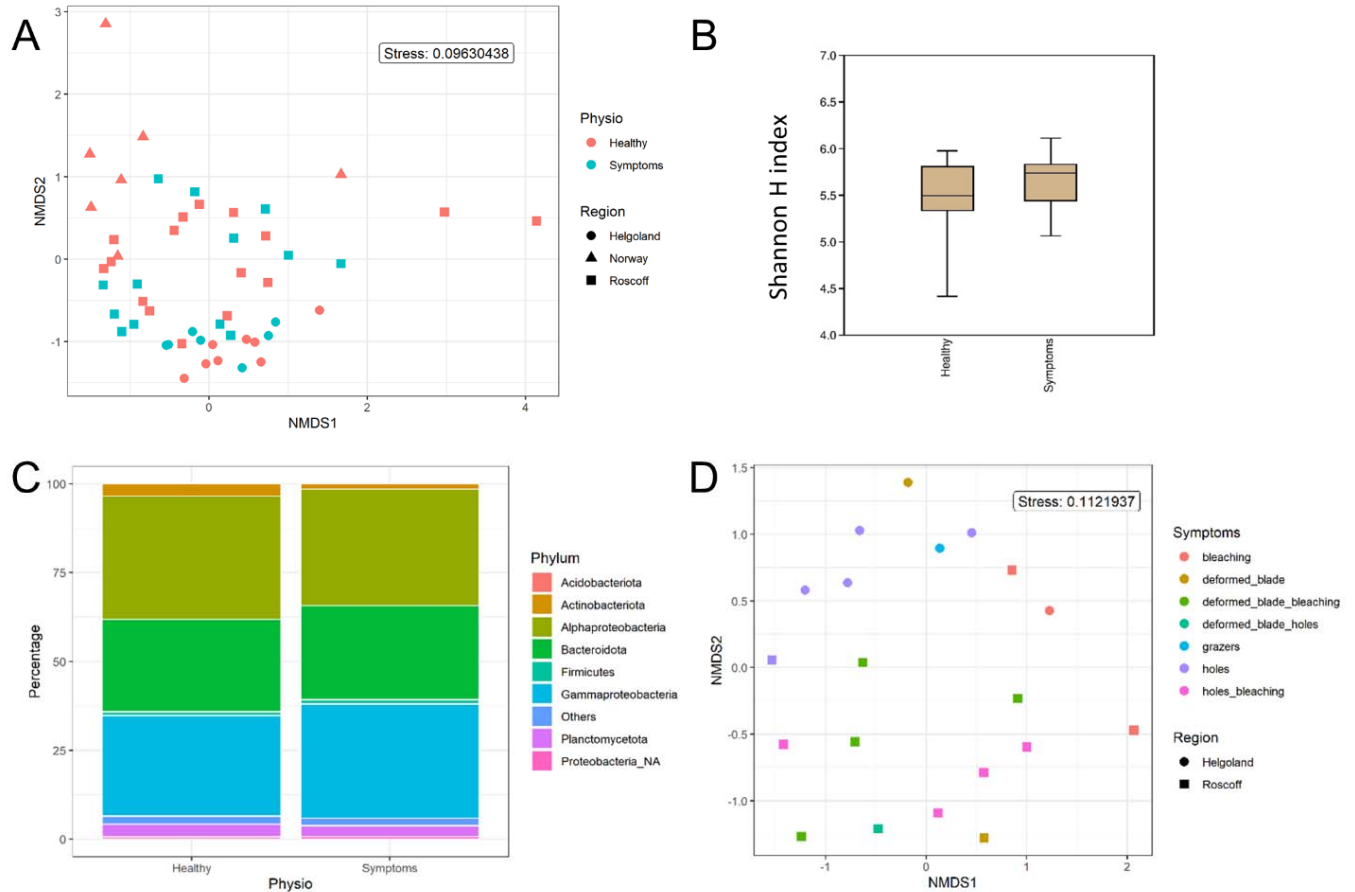 A
Stress: 0.09630438
3
2
1
0
-1
NMDS2
0
2
4
NMDS1
Physio
Healthy
Symptoms
Region
Helgoland
Norway
Roscoff
B
Shannon H index
7.0
6.5
6.0
5.5
5.0
4.5
4.0
Healthy
Symptoms
C
100
75
50
25
0
Percentage
Healthy
Symptoms
Physio
Phylum
Acidobacteriota
Actinobacteriota
Alphaproteobacteria
Bacteroidota
Firmicutes
Gammaproteobacteria
Others
Planctomycetota
Proteobacteria_NA
D
Stress: 0.1121937
1.5
1.0
0.5
0.0
-0.5
-1.0
NMDS2
-1
0
1
2
NMDS1
Symptoms
bleaching
deformed_blade
deformed_blade_bleaching
deformed_blade_holes
grazers
holes
holes_bleaching
Region
Helgoland
Roscoff